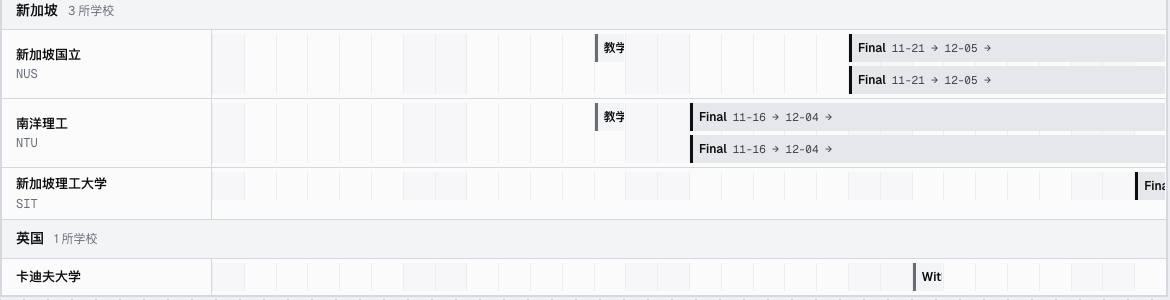 新加坡 3 所学校
新加坡国立
NUS
教学
Final 11-21 → 12-05 →
Final 11-21 → 12-05 →
南洋理工
NTU
教学
Final 11-16 → 12-04 →
Final 11-16 → 12-04 →
新加坡理工大学
SIT
Fina
英国 1 所学校
卡迪夫大学
Wit